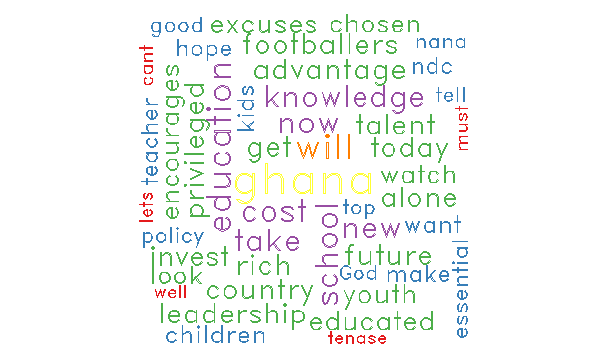 good excuses chosen
hope footballers nana
cant advantage ndc
education
encourages
privileged
kids knowledge tell
teacher now talent must
get will today
ghana watch
alone
lets cost school top
new want
policy take
invest rich future
look God make essential
well country youth
leadership educated
children tenase